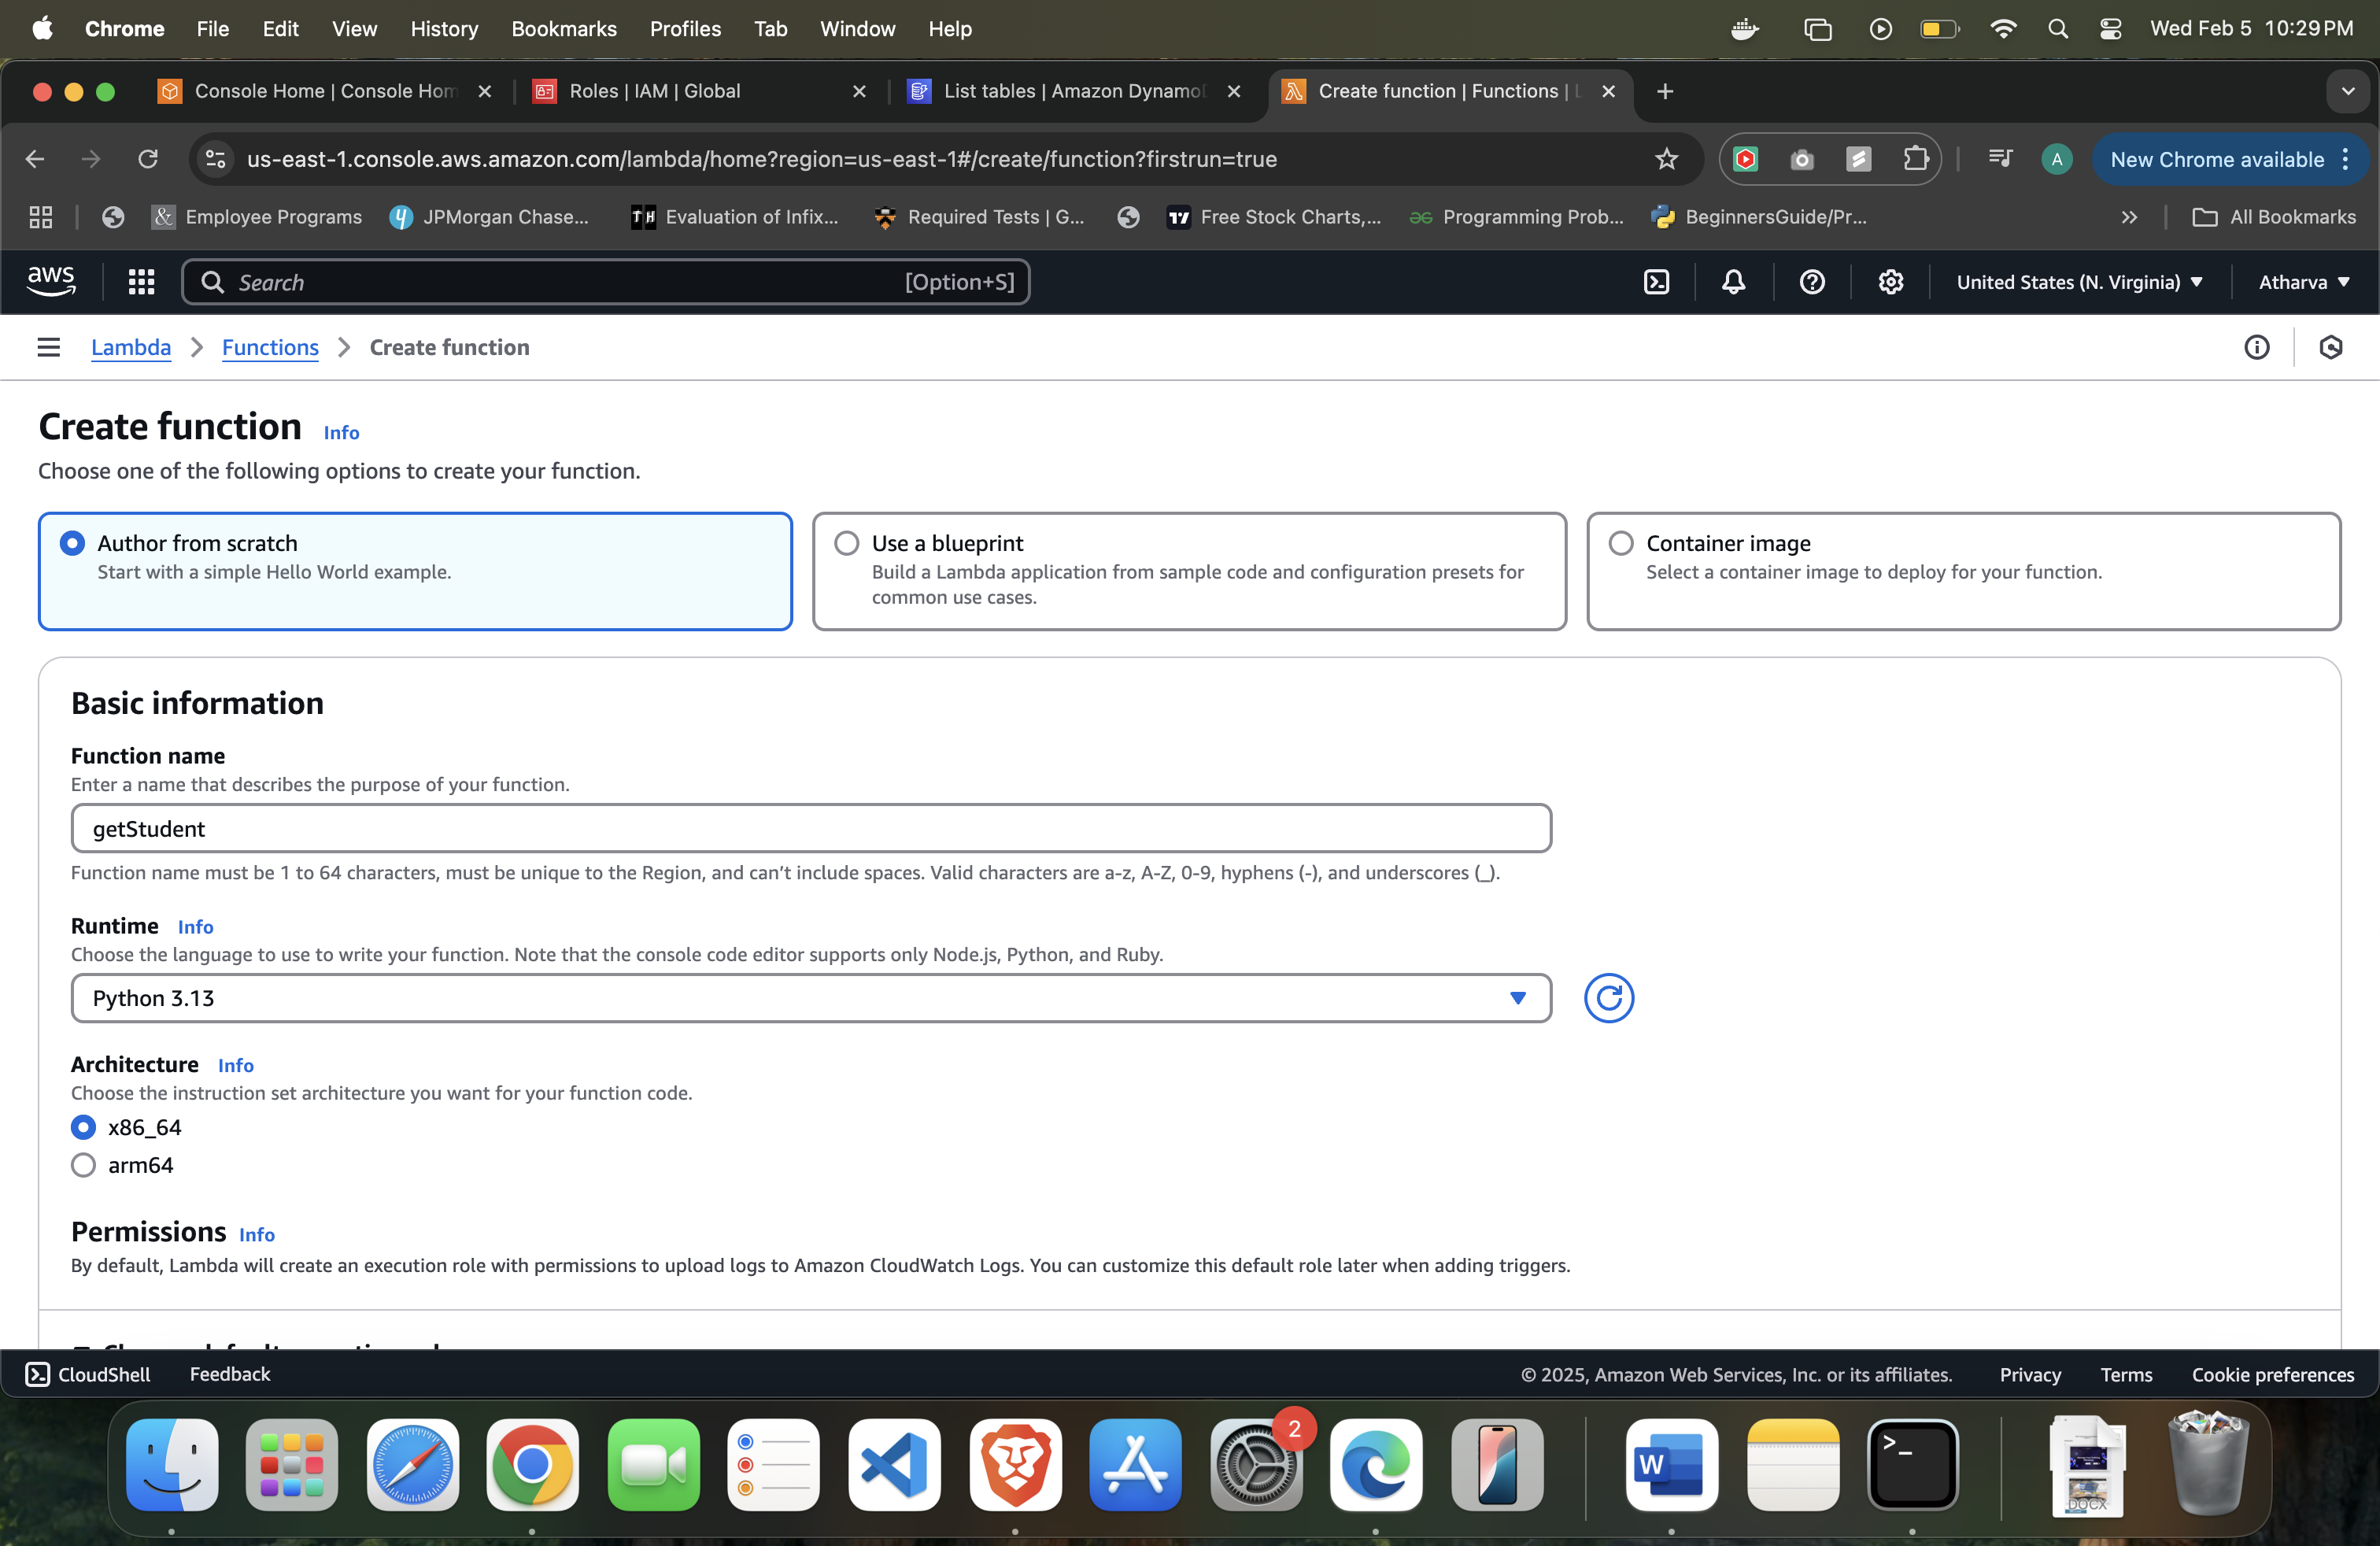 Chrome File Edit View History Bookmarks Profiles Tab Window Help Wed Feb 5 10:29 PM
Console Home | Console Hom Roles | IAM | Global List tables | Amazon Dynamo Create function | Functions |
us-east-1.console.aws.amazon.com/lambda/home?region=us-east-1#/create/function?firstrun=true A New Chrome available
& Employee Programs JPMorgan Chase... TH Evaluation of Infix... Required Tests | G... Free Stock Charts,... Programming Prob... BeginnersGuide/Pr... All Bookmarks
aws Search [Option+S] United States (N. Virginia) Atharva
Lambda Functions Create function
Create function Info
Choose one of the following options to create your function.
Author from scratch
Start with a simple Hello World example.
Use a blueprint
Build a Lambda application from sample code and configuration presets for
common use cases.
Container image
Select a container image to deploy for your function.
Basic information
Function name
Enter a name that describes the purpose of your function.
getStudent
Function name must be 1 to 64 characters, must be unique to the Region, and can’t include spaces. Valid characters are a-z, A-Z, 0-9, hyphens (-), and underscores (_).
Runtime Info
Choose the language to use to write your function. Note that the console code editor supports only Node.js, Python, and Ruby.
Python 3.13
Architecture Info
Choose the instruction set architecture you want for your function code.
x86_64
arm64
Permissions Info
By default, Lambda will create an execution role with permissions to upload logs to Amazon CloudWatch Logs. You can customize this default role later when adding triggers.
CloudShell Feedback © 2025, Amazon Web Services, Inc. or its affiliates. Privacy Terms Cookie preferences
2
W
DOCX